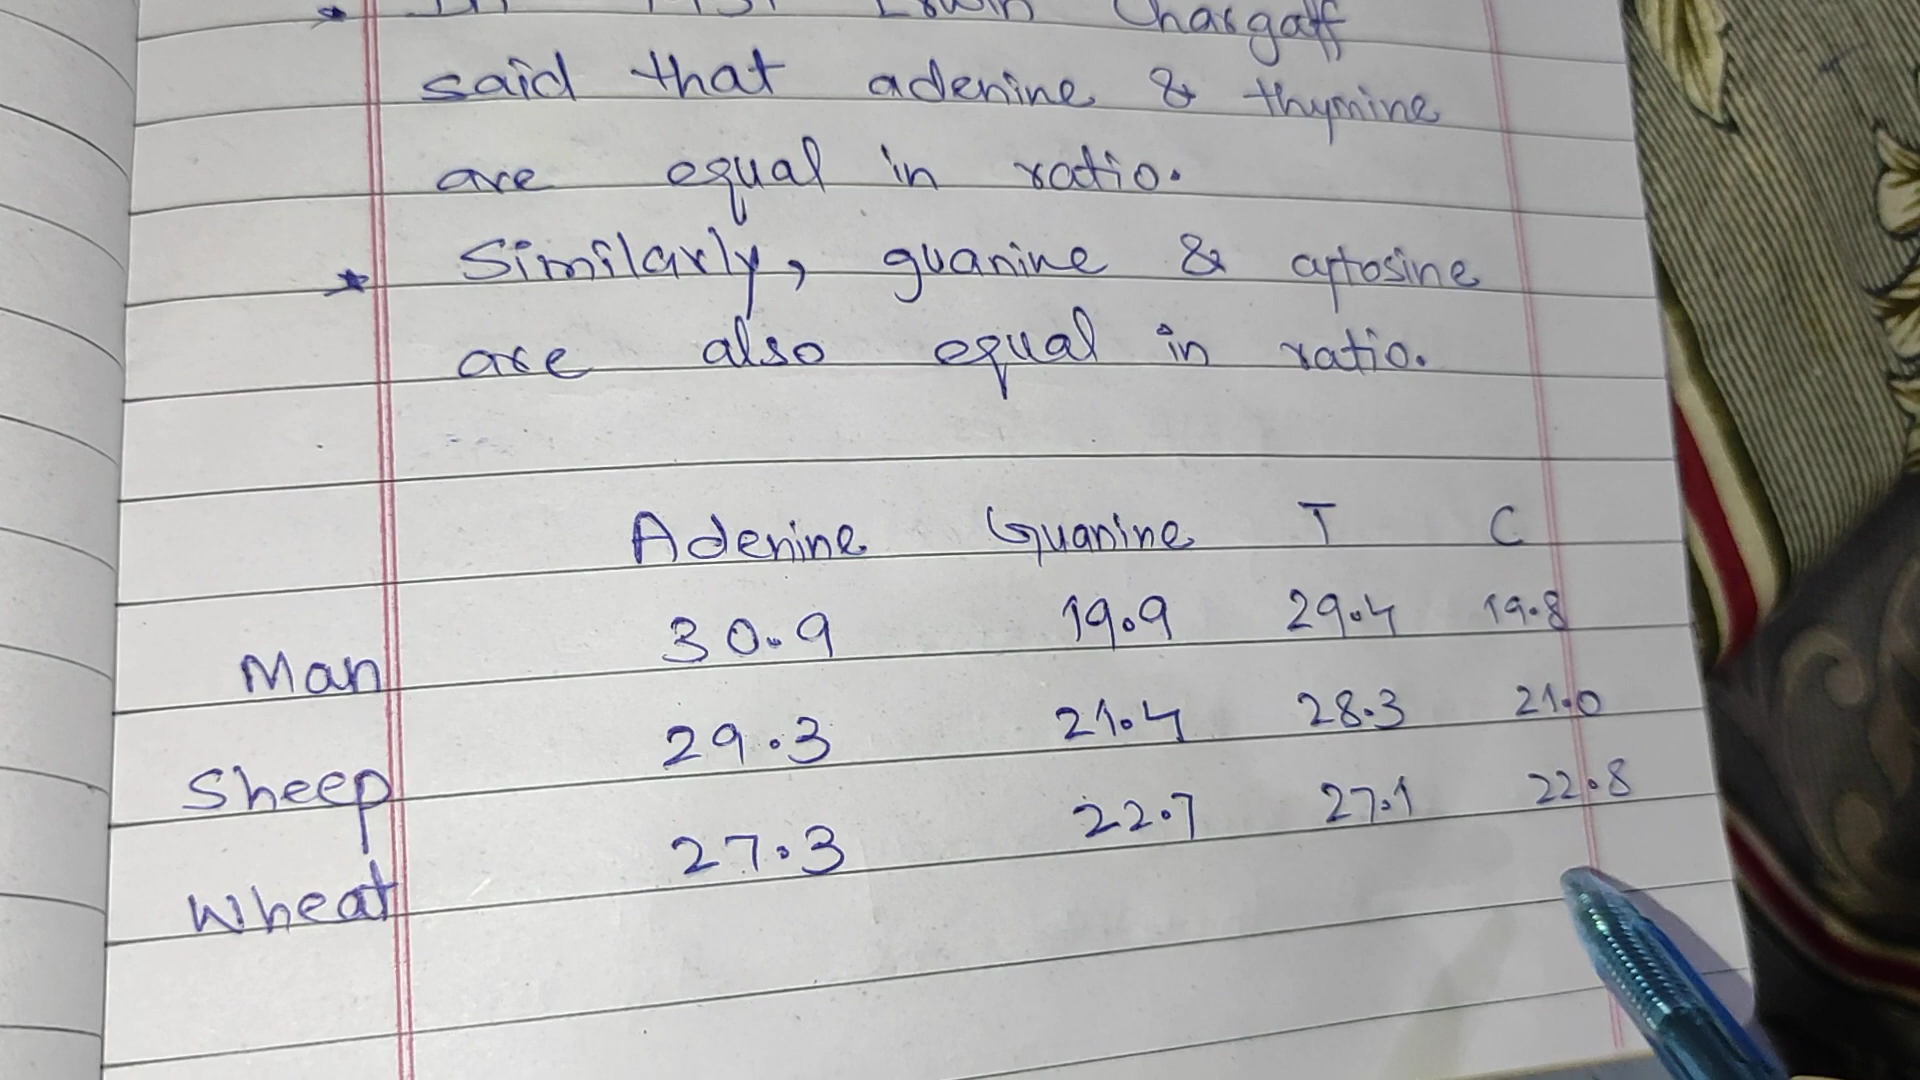 Erwin Chargaff
said that adenine & thymine
are equal in ratio.
Similarly, guanine & cytosine
are also equal in ratio.
Adenine Guanine T C
Man 30.9 19.9 29.4 19.8
Sheep 29.3 21.4 28.3 21.0
Wheat 27.3 22.7 27.1 22.8